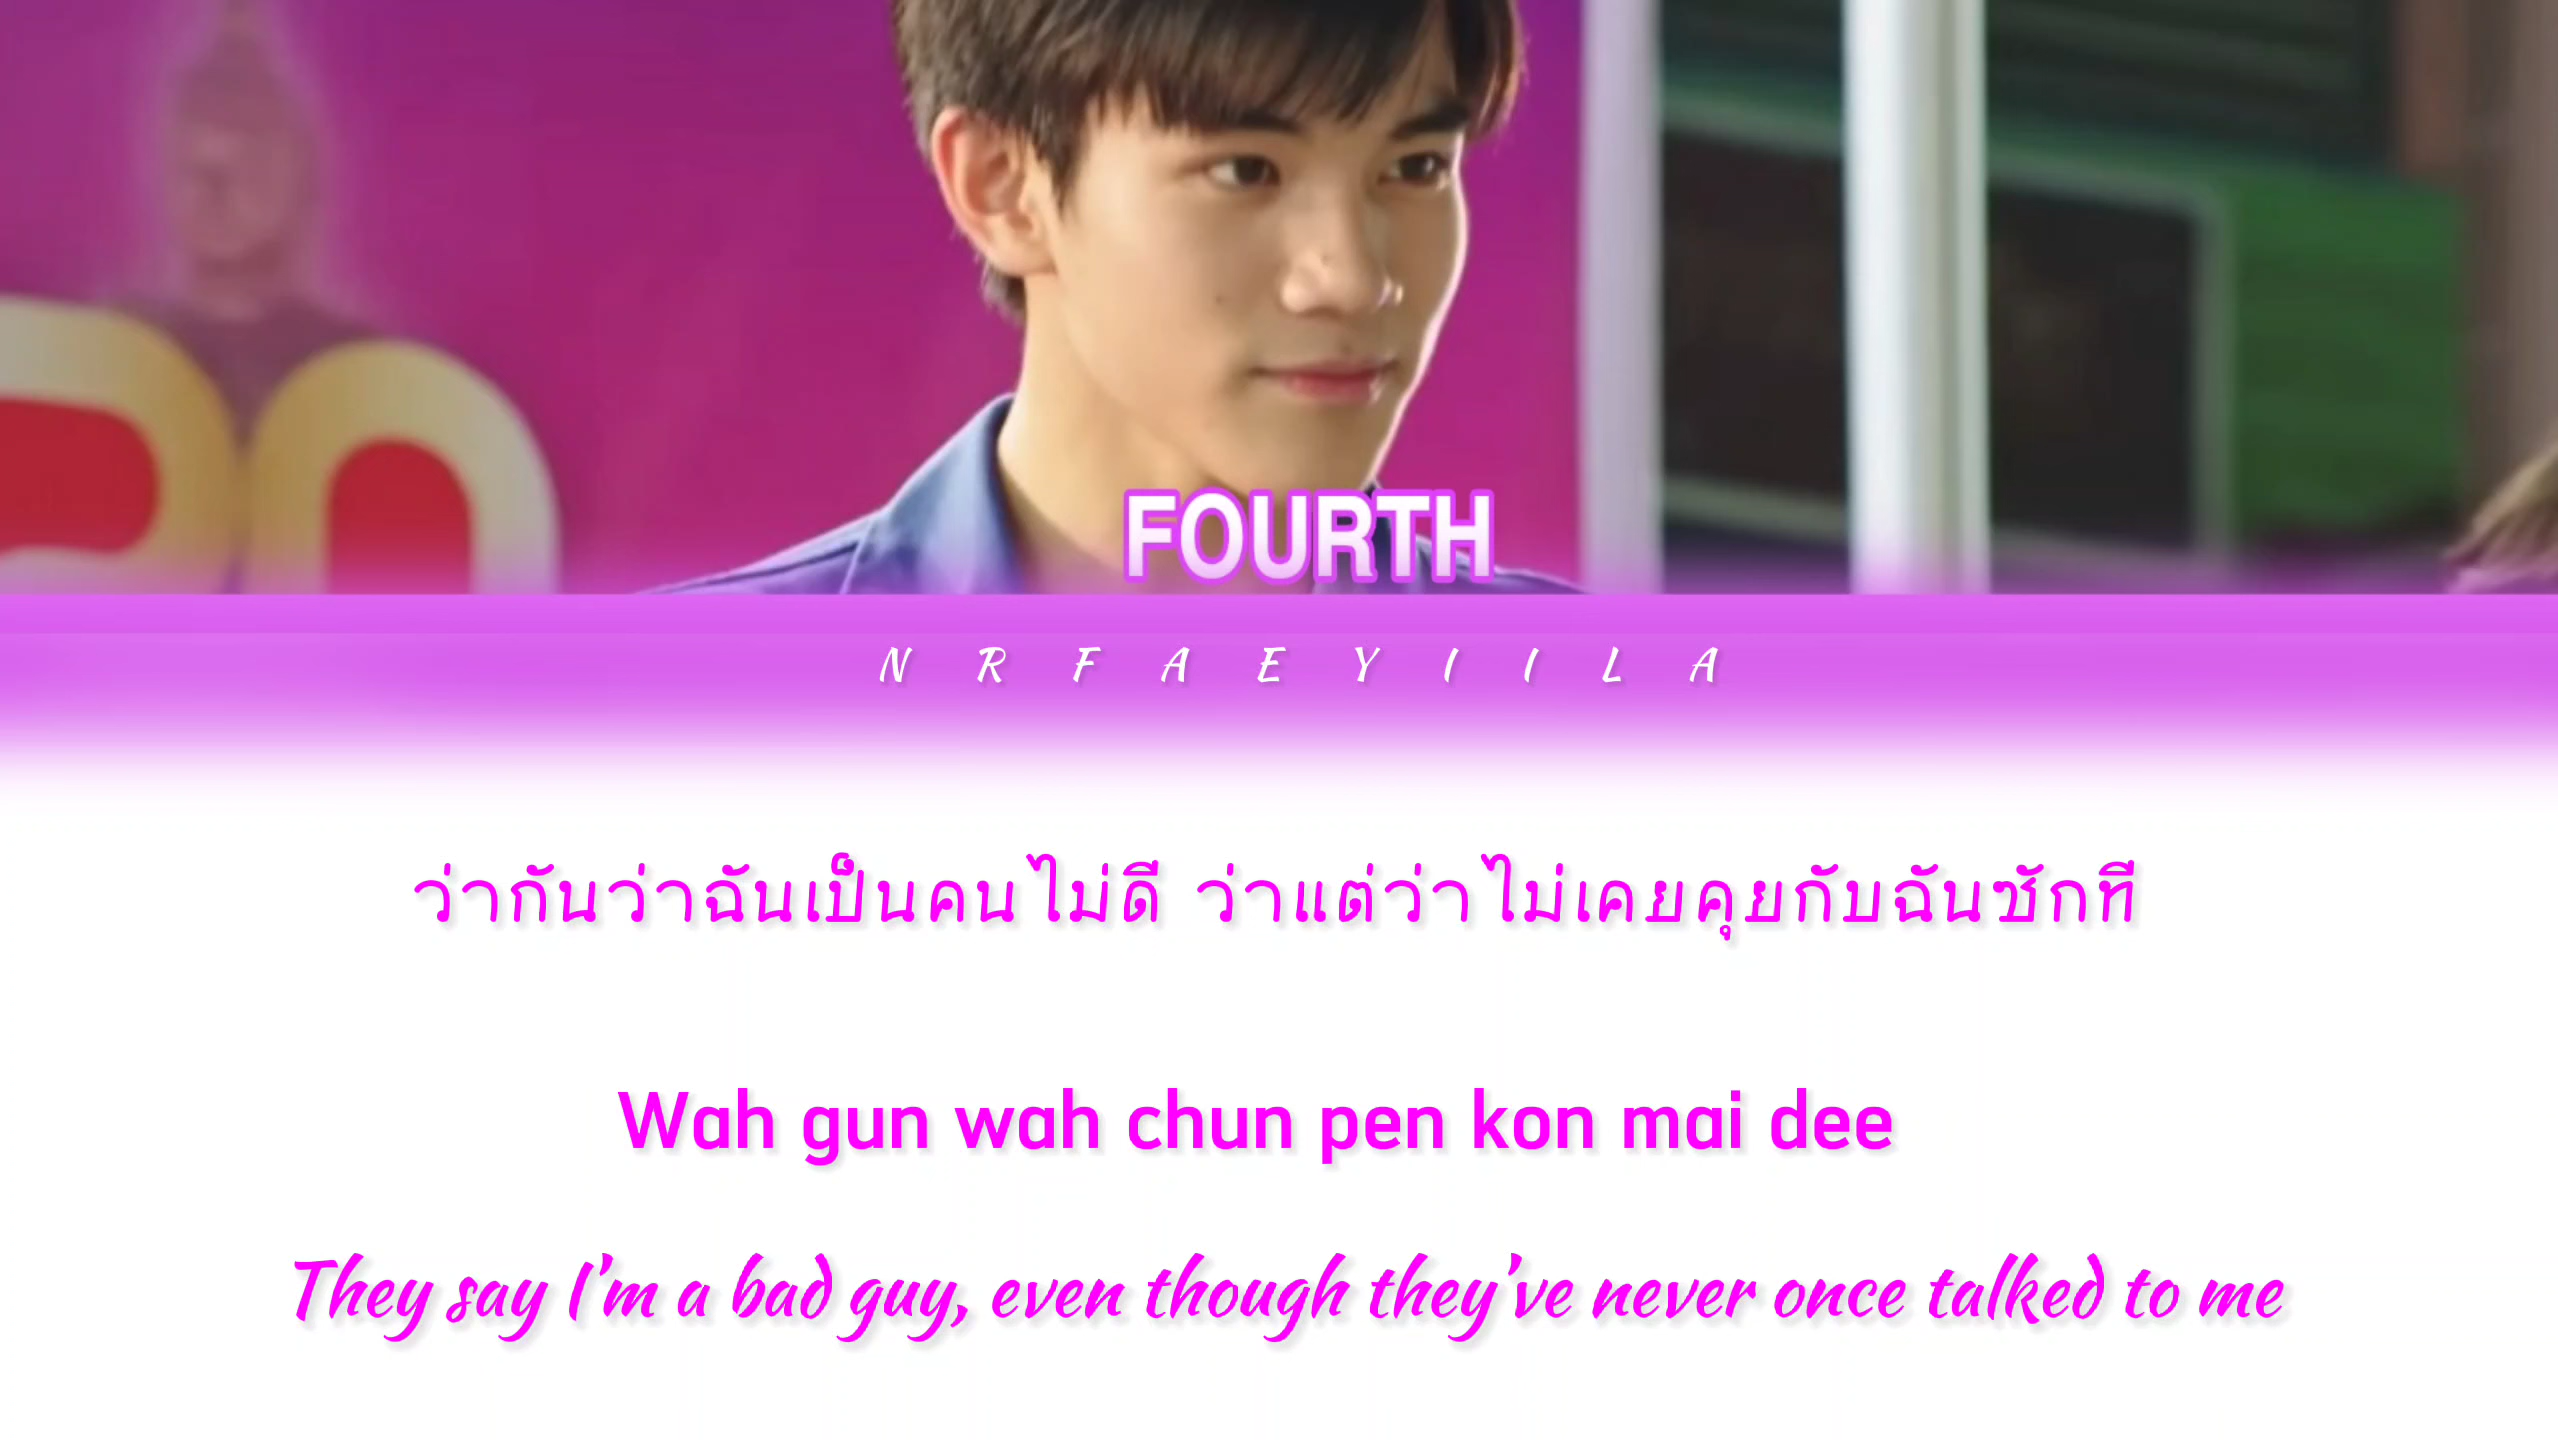 FOURTH
N R F A E Y I I L A
ว่ากันว่าฉันเป็นคนไม่ดี ว่าแต่ว่าไม่เคยคุยกับฉันซักที
Wah gun wah chun pen kon mai dee
They say I'm a bad guy, even though they've never once talked to me